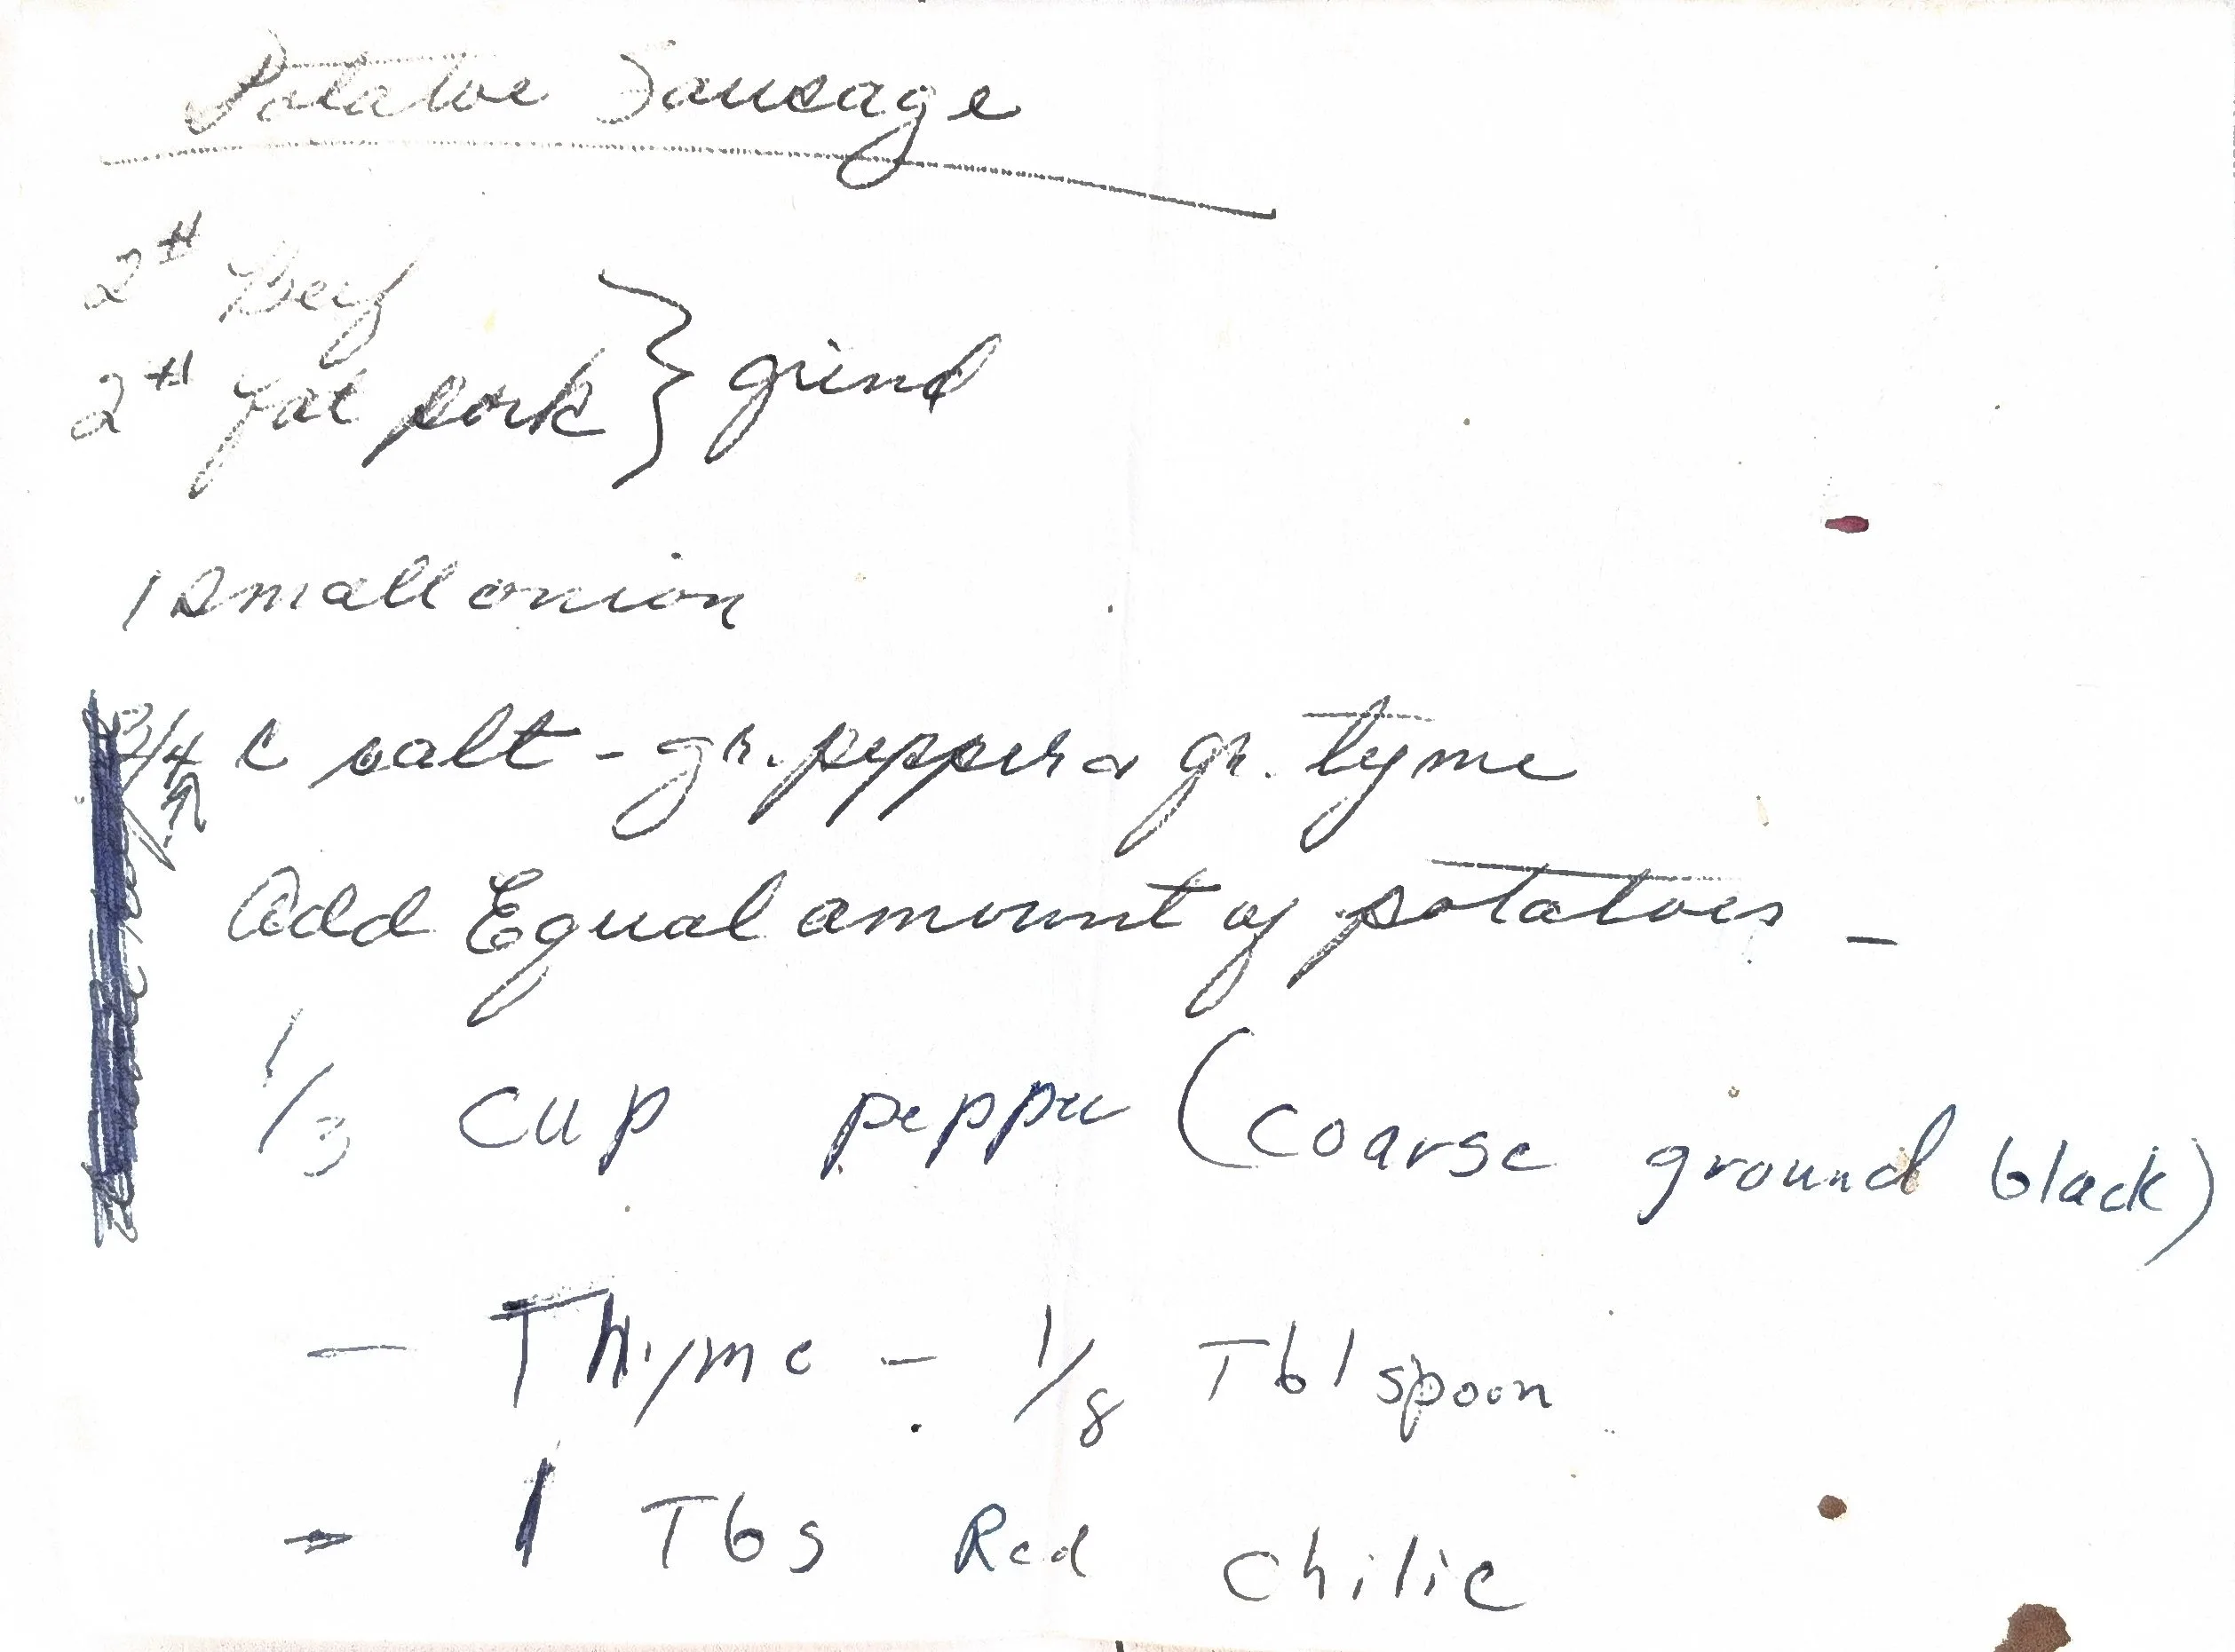 Potatoe Sausage
2# Beef
2# fat pork } grind
1 small onion
3/4 c salt - gr. pepper & gr. tyme
Add Equal amount of potatoes -
1/3 cup pepper (coarse ground black)
- Thyme - 1/8 Tblspoon
- 1 Tbs Red chilie